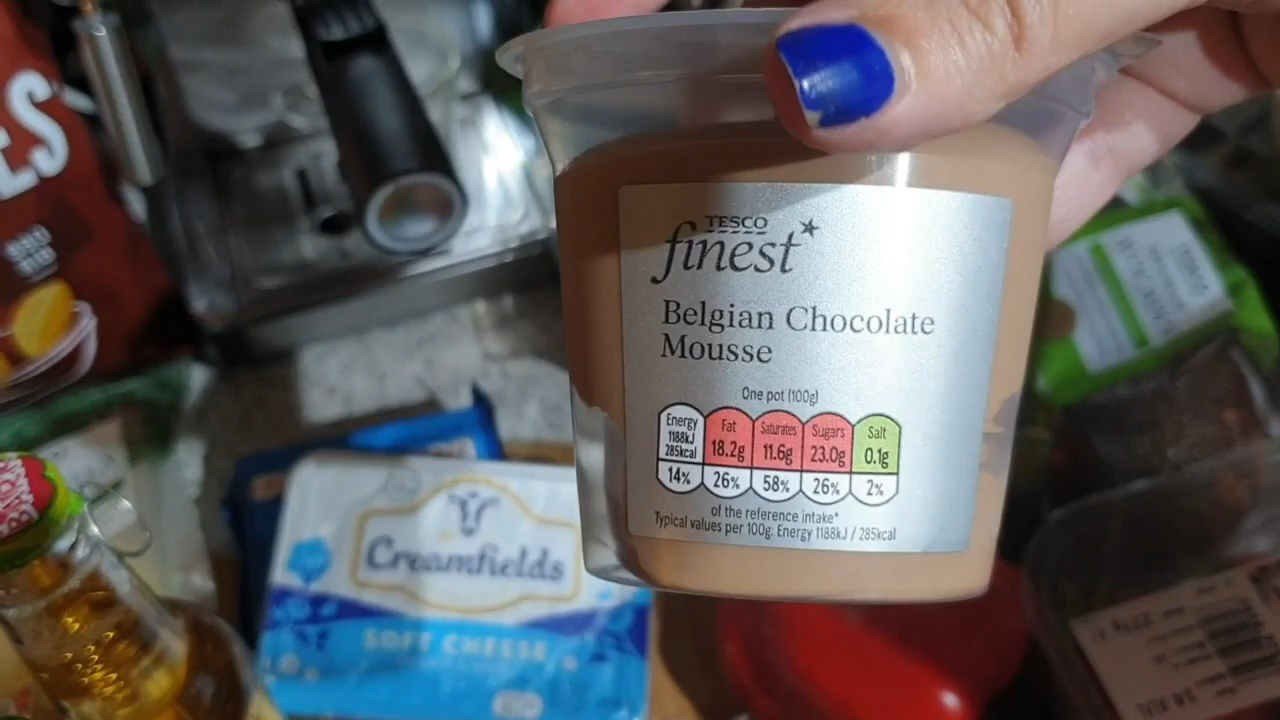 TESCO
finest*
Belgian Chocolate
Mousse
One pot (100g)
Energy
1188kJ
285kcal
14%
Fat
18.2g
26%
Saturates
11.6g
58%
Sugars
23.0g
26%
Salt
0.1g
2%
of the reference intake*
Typical values per 100g: Energy 1188kJ / 285kcal
Creamfields
SOFT CHEESE
ES